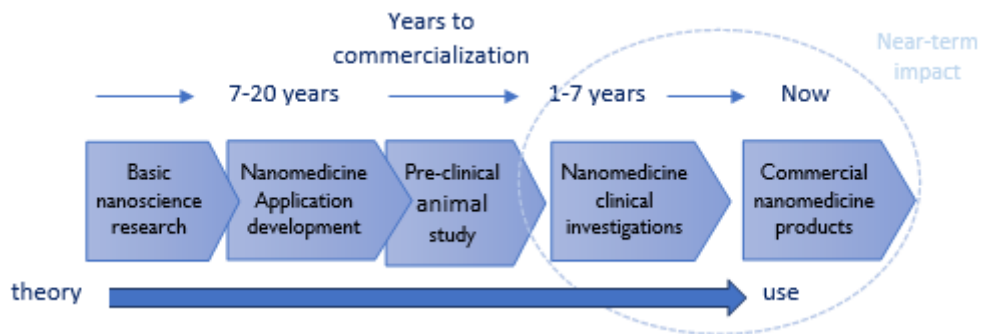 Years to
commercialization
Near-term
impact
7-20 years
1-7 years
Now
Basic
nanoscience
research
Nanomedicine
Application
development
Pre-clinical
animal
study
Nanomedicine
clinical
investigations
Commercial
nanomedicine
products
theory
use